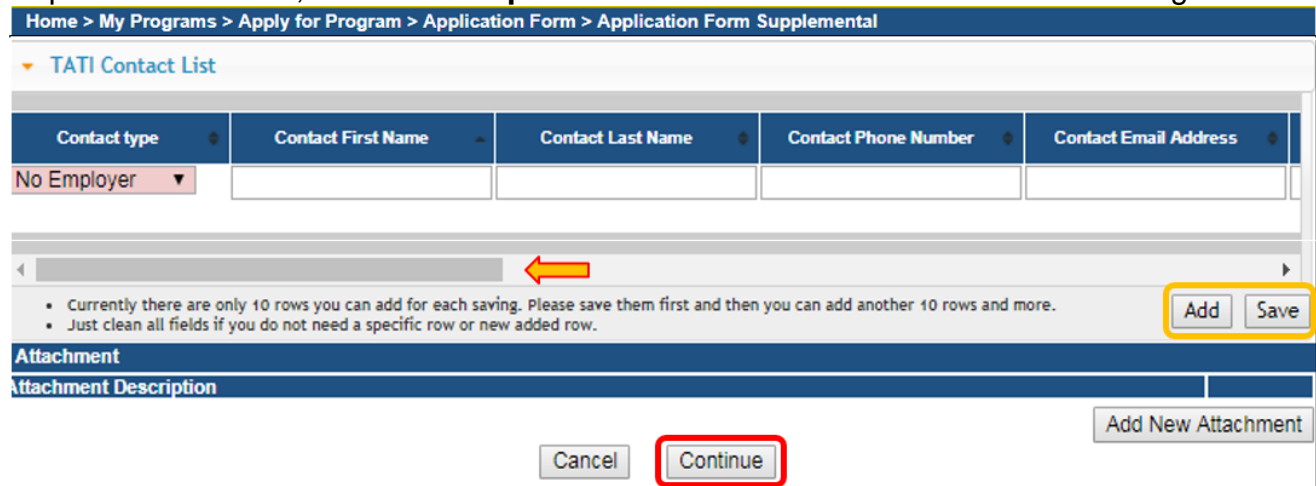 Home > My Programs > Apply for Program > Application Form > Application Form Supplemental
TATI Contact List
Contact type Contact First Name Contact Last Name Contact Phone Number Contact Email Address
No Employer
• Currently there are only 10 rows you can add for each saving. Please save them first and then you can add another 10 rows and more.
• Just clean all fields if you do not need a specific row or new added row.
Add Save
Attachment
Attachment Description
Add New Attachment
Cancel Continue